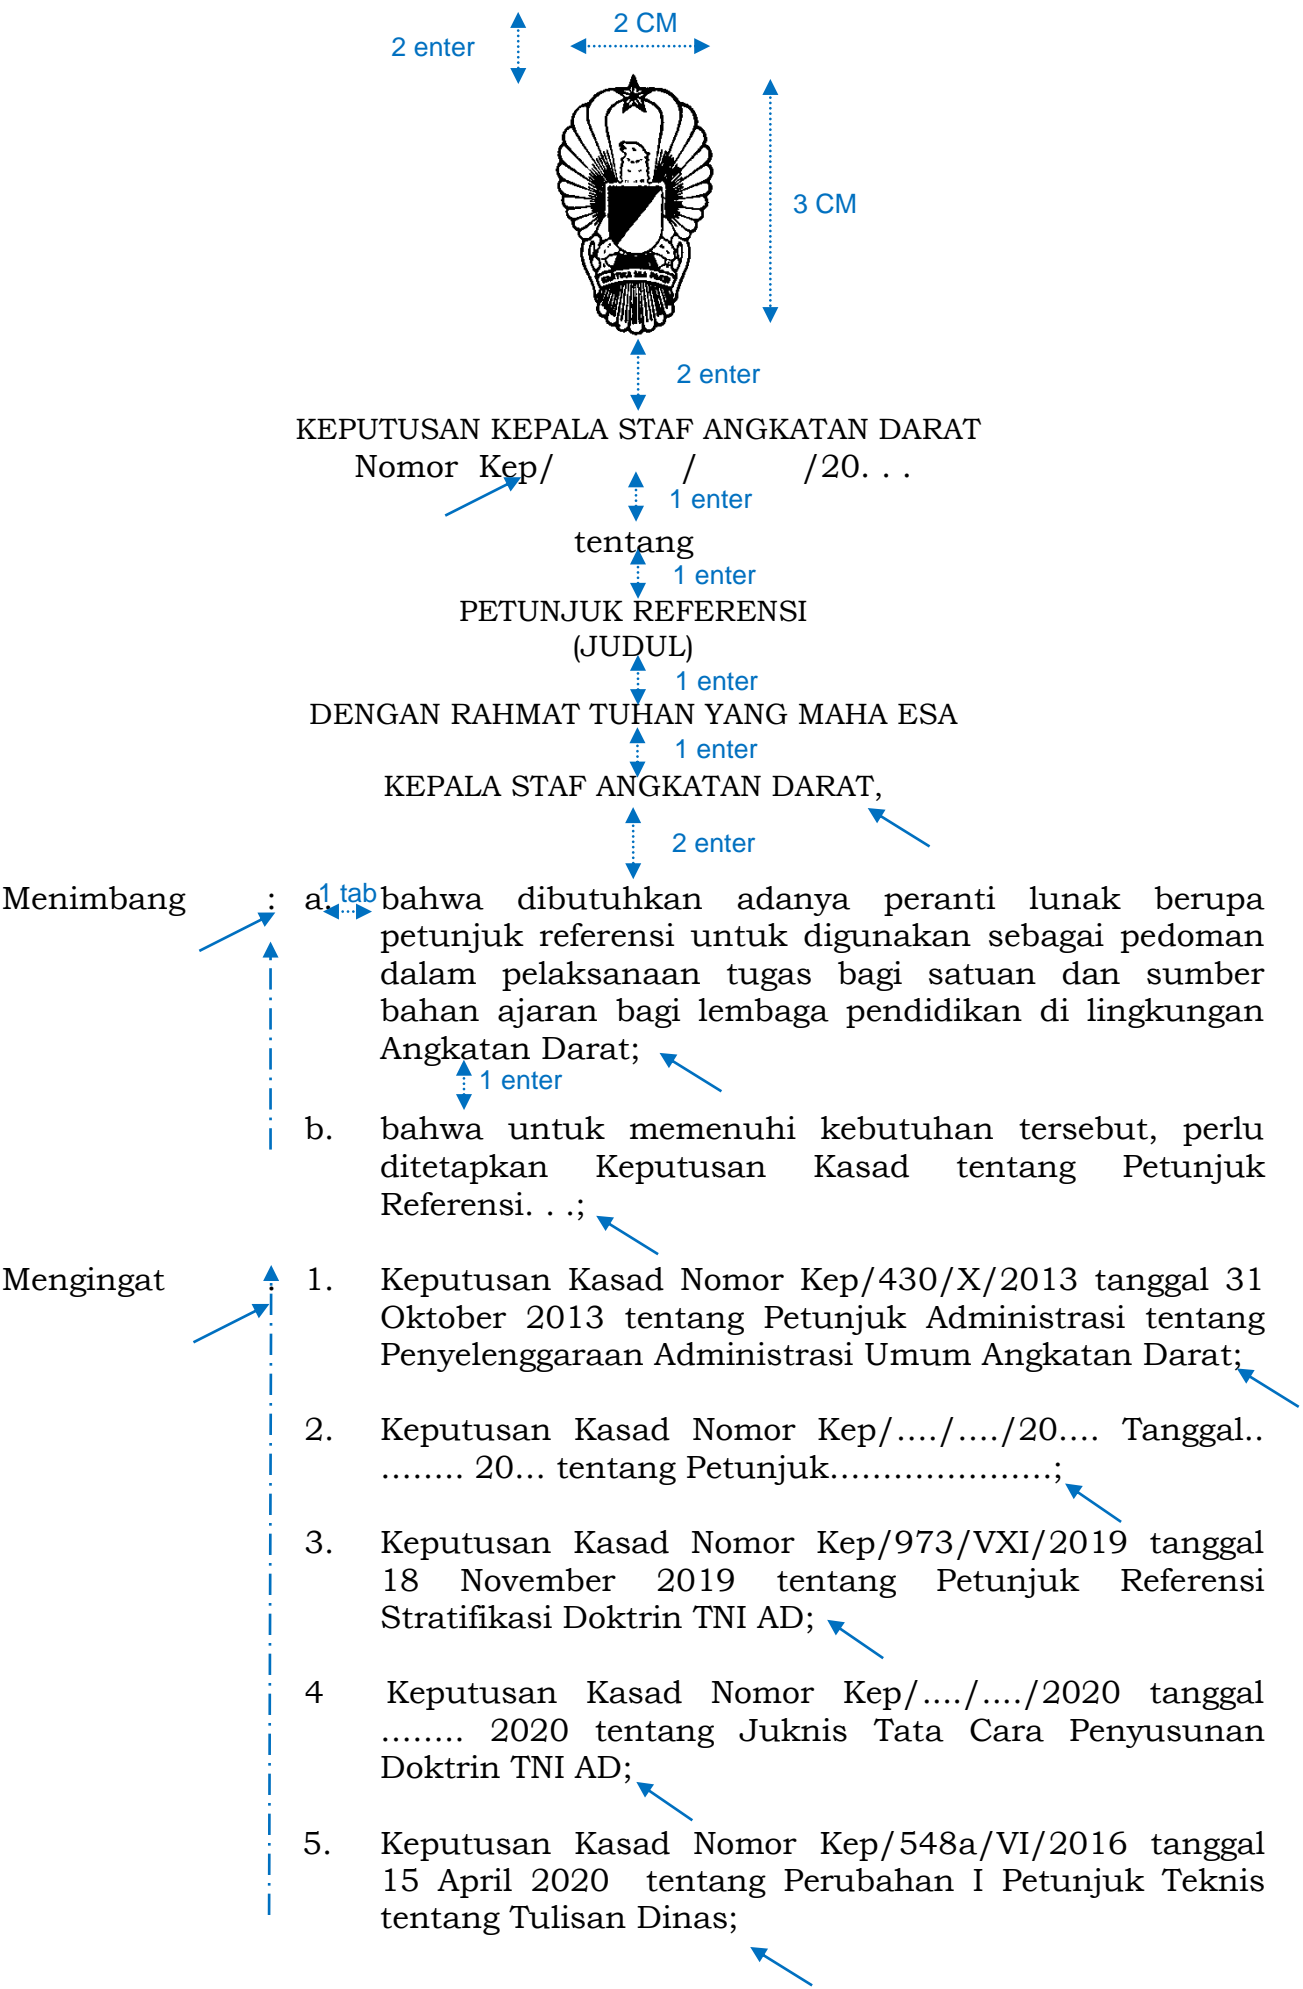 2 CM
2 enter
3 CM
2 enter
KEPUTUSAN KEPALA STAF ANGKATAN DARAT
Nomor Kep/ / /20. . .
1 enter
tentang
1 enter
PETUNJUK REFERENSI
(JUDUL)
1 enter
DENGAN RAHMAT TUHAN YANG MAHA ESA
1 enter
KEPALA STAF ANGKATAN DARAT,
2 enter
Menimbang : a. 1 tab bahwa dibutuhkan adanya peranti lunak berupa
petunjuk referensi untuk digunakan sebagai pedoman
dalam pelaksanaan tugas bagi satuan dan sumber
bahan ajaran bagi lembaga pendidikan di lingkungan
Angkatan Darat;
1 enter
b. bahwa untuk memenuhi kebutuhan tersebut, perlu
ditetapkan Keputusan Kasad tentang Petunjuk
Referensi. . .;
Mengingat : 1. Keputusan Kasad Nomor Kep/430/X/2013 tanggal 31
Oktober 2013 tentang Petunjuk Administrasi tentang
Penyelenggaraan Administrasi Umum Angkatan Darat;
2. Keputusan Kasad Nomor Kep/..../..../20.... Tanggal..
........ 20... tentang Petunjuk.....................;
3. Keputusan Kasad Nomor Kep/973/VXI/2019 tanggal
18 November 2019 tentang Petunjuk Referensi
Stratifikasi Doktrin TNI AD;
4 Keputusan Kasad Nomor Kep/..../..../2020 tanggal
........ 2020 tentang Juknis Tata Cara Penyusunan
Doktrin TNI AD;
5. Keputusan Kasad Nomor Kep/548a/VI/2016 tanggal
15 April 2020 tentang Perubahan I Petunjuk Teknis
tentang Tulisan Dinas;